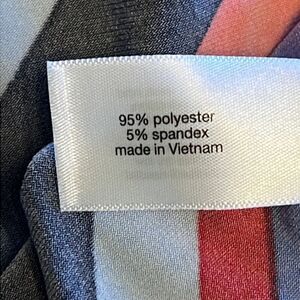 95% polyester
5% spandex
made in Vietnam